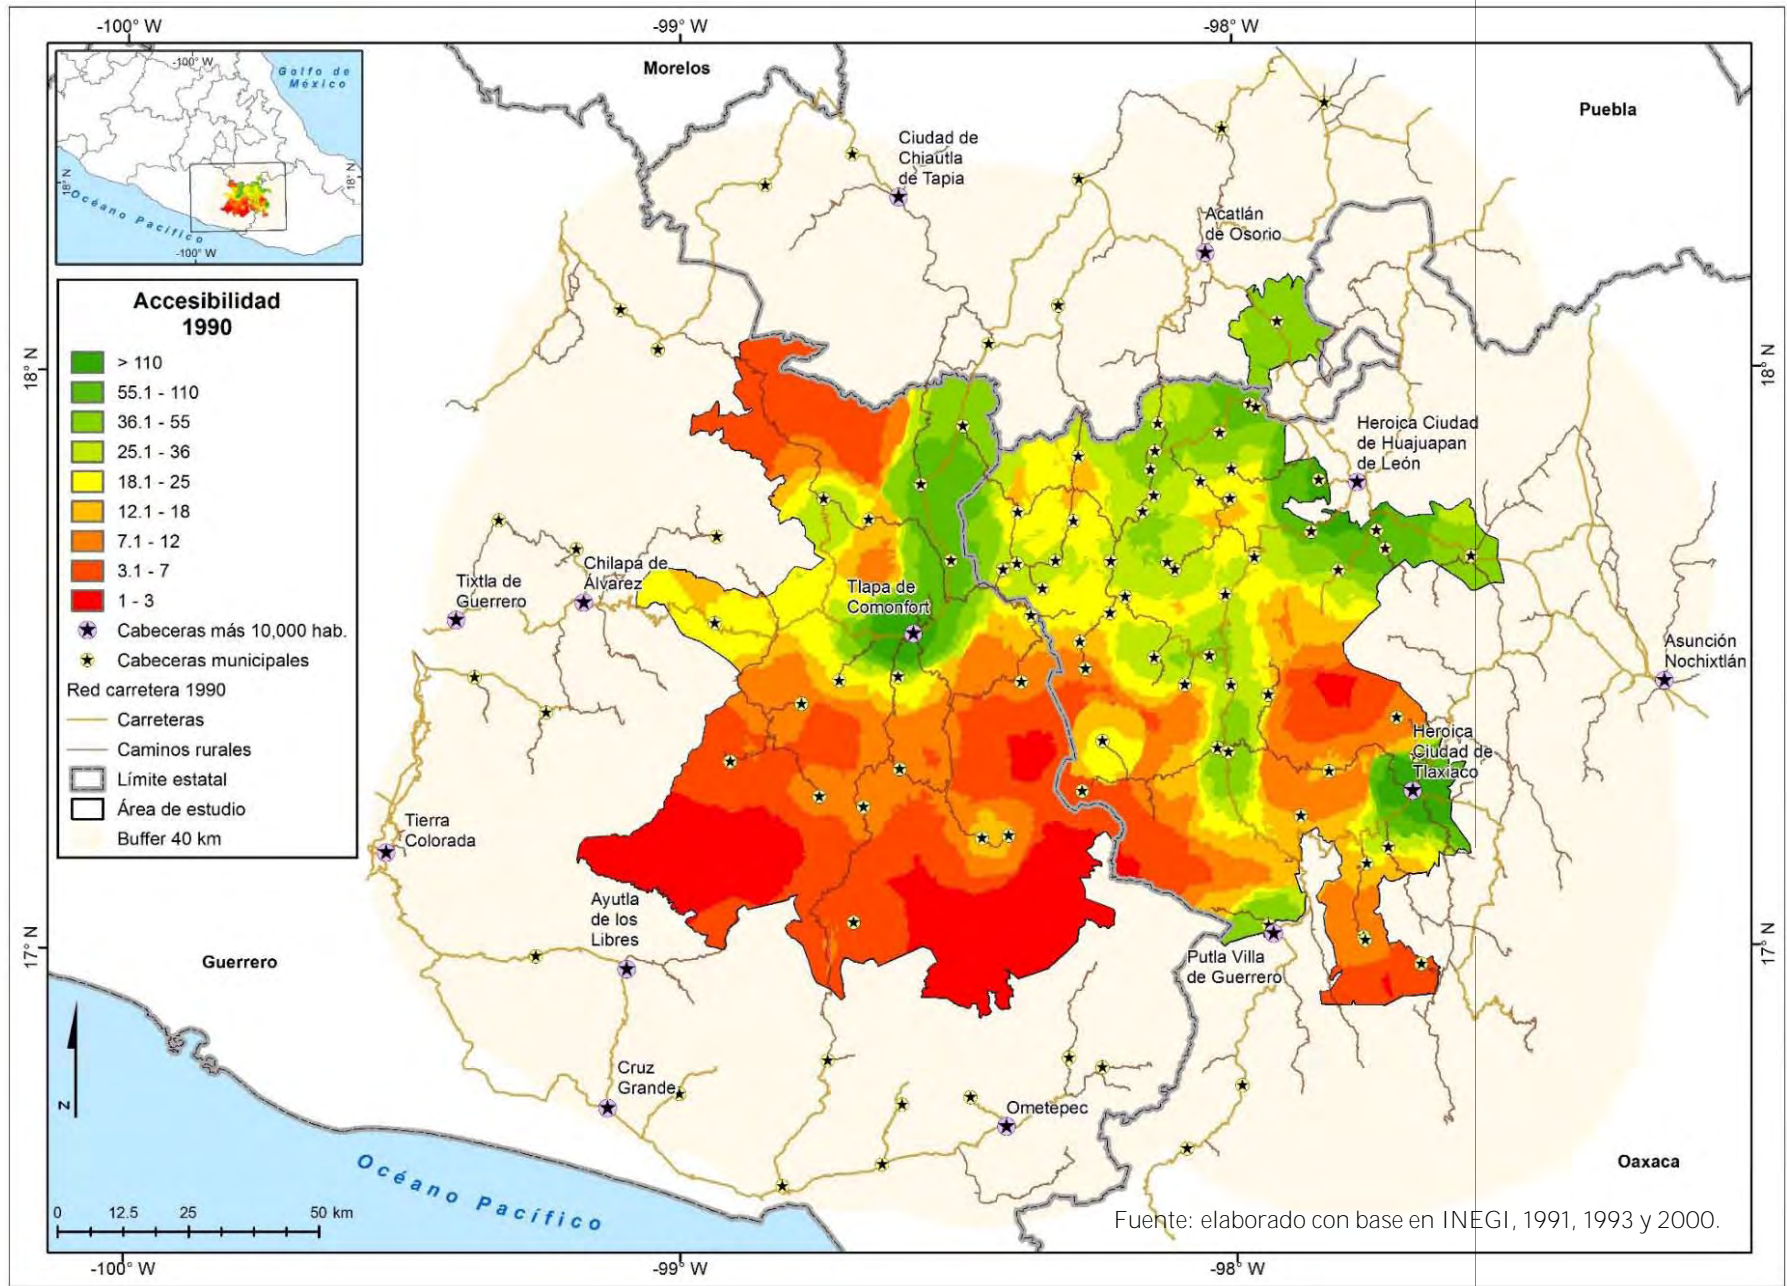 -100° W
-99° W
-98° W
-100° W
Golfo de
México
18° N
18° N
Océano Pacífico
-100° W
Morelos
Puebla
Ciudad de
Chiautla
de Tapia
Acatlán
de Osorio
Accesibilidad
1990
> 110
55.1 - 110
36.1 - 55
25.1 - 36
18.1 - 25
12.1 - 18
7.1 - 12
3.1 - 7
1 - 3
Cabeceras más 10,000 hab.
Cabeceras municipales
Red carretera 1990
Carreteras
Caminos rurales
Límite estatal
Área de estudio
Buffer 40 km
18° N
18° N
Heroica Ciudad
de Huajuapan
de León
Chilapa de
Álvarez
Tixtla de
Guerrero
Tlapa de
Comonfort
Asunción
Nochixtlán
Heroica
Ciudad de
Tlaxiaco
Tierra
Colorada
Ayutla
de los
Libres
17° N
17° N
Guerrero
Putla Villa
de Guerrero
Cruz
Grande
Ometepec
N
Oaxaca
Océano Pacífico
0 12.5 25 50 km
Fuente: elaborado con base en INEGI, 1991, 1993 y 2000.
-100° W
-99° W
-98° W